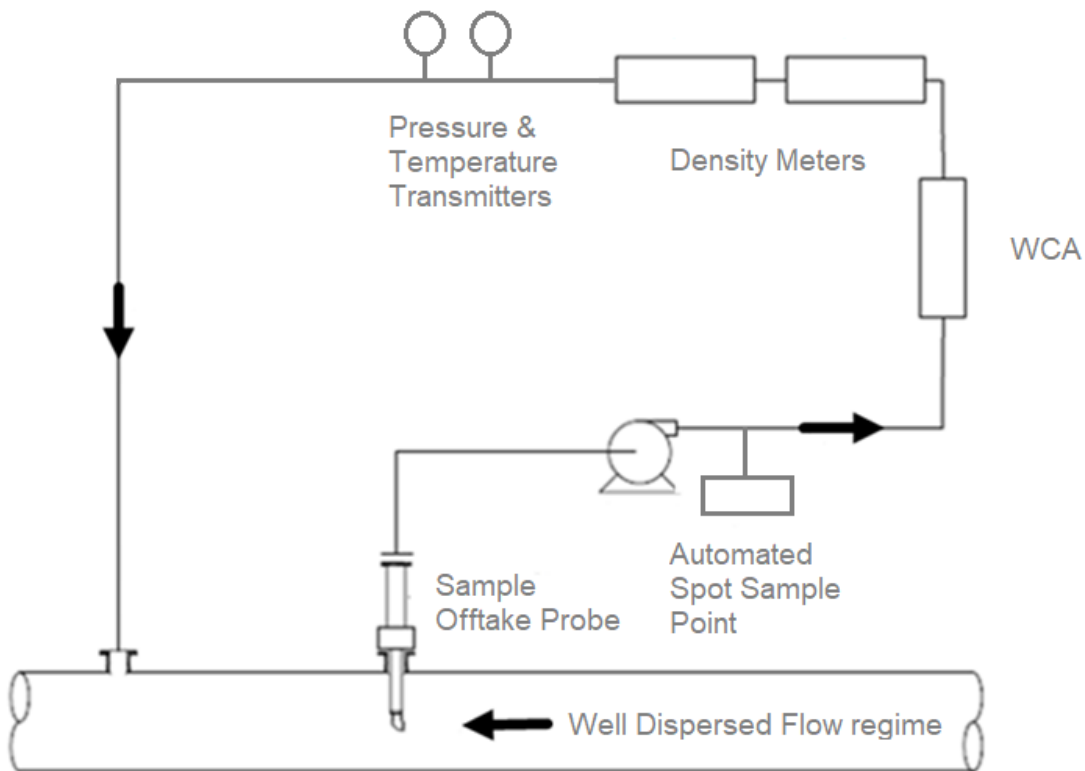 Pressure &
Temperature
Transmitters
Density Meters
WCA
Automated
Spot Sample
Point
Sample
Offtake Probe
Well Dispersed Flow regime